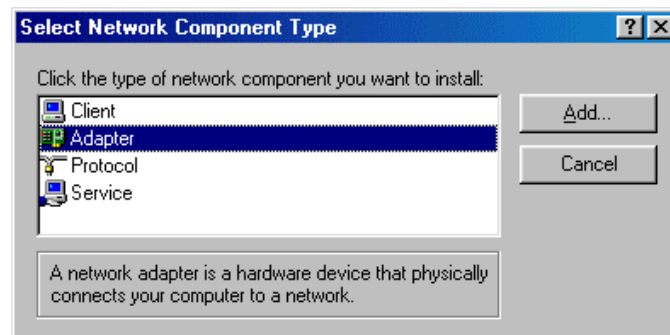 Select Network Component Type
Click the type of network component you want to install:
Client
Adapter
Protocol
Service
Add...
Cancel
A network adapter is a hardware device that physically
connects your computer to a network.